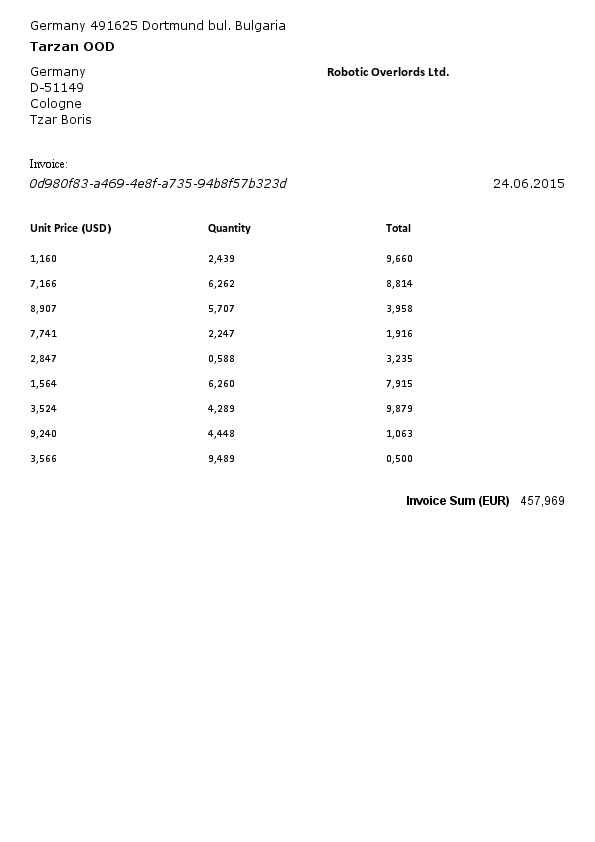 Germany 491625 Dortmund bul. Bulgaria
Tarzan OOD
Germany Robotic Overlords Ltd.
D-51149
Cologne
Tzar Boris
Invoice:
0d980f83-a469-4e8f-a735-94b8f57b323d 24.06.2015
Unit Price (USD) Quantity Total
1,160 2,439 9,660
7,166 6,262 8,814
8,907 5,707 3,958
7,741 2,247 1,916
2,847 0,588 3,235
1,564 6,260 7,915
3,524 4,289 9,879
9,240 4,448 1,063
3,566 9,489 0,500
Invoice Sum (EUR) 457,969